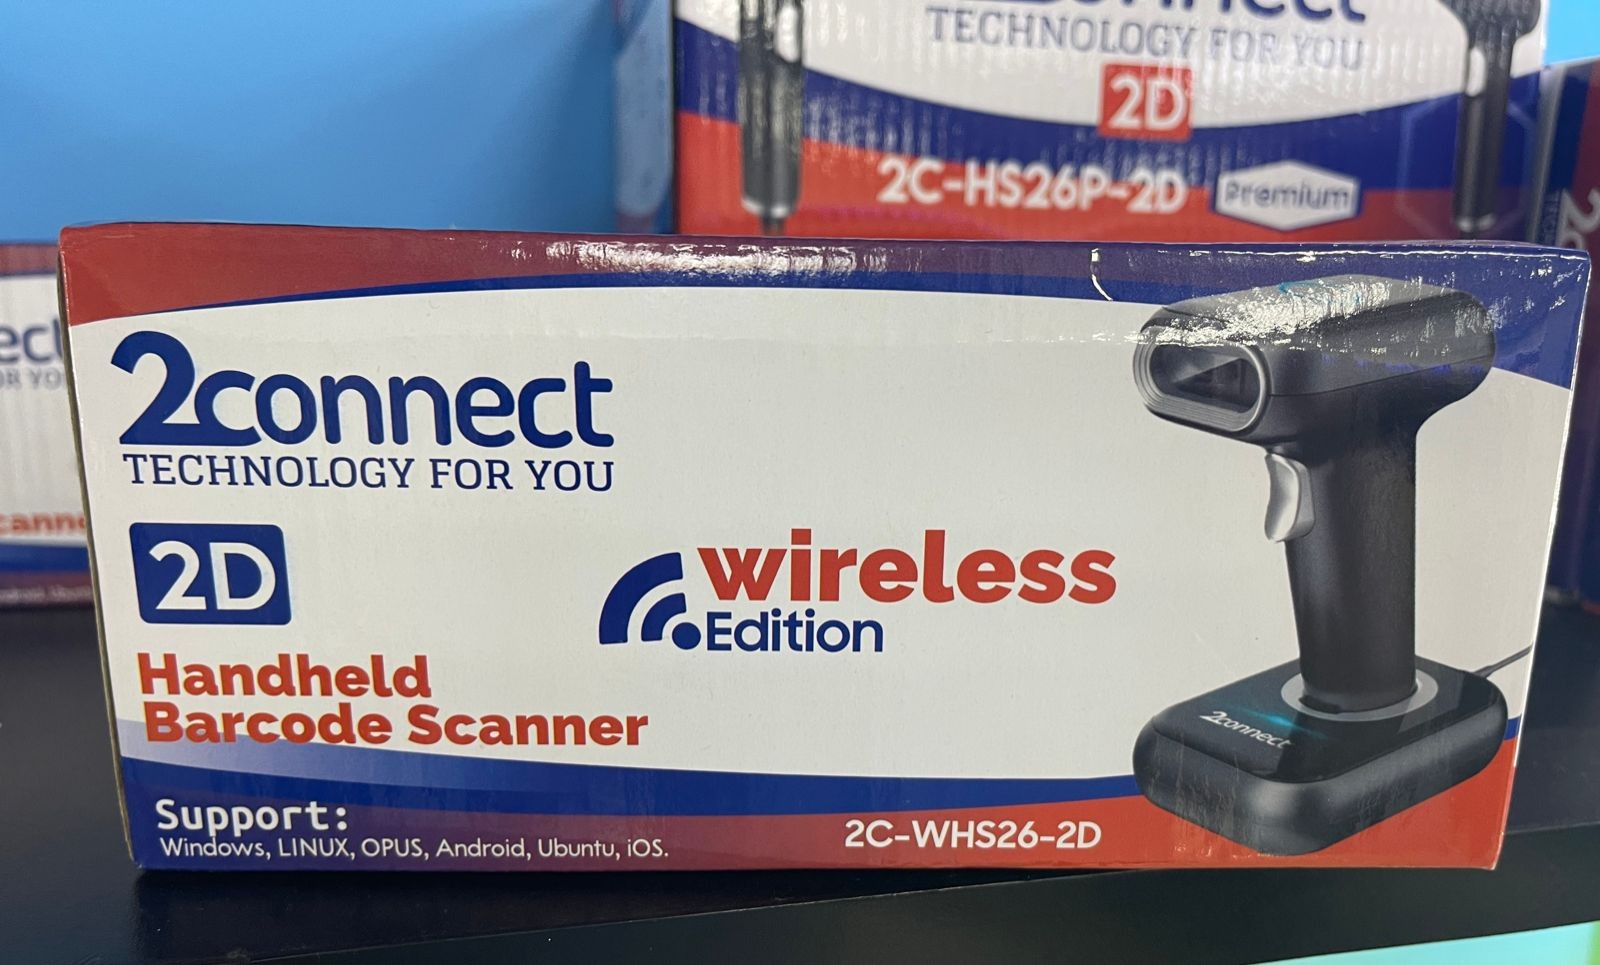 TECHNOLOGY FOR YOU
2D
2C-HS26P-2D Premium
2connect
TECHNOLOGY FOR YOU
2D
wireless
Edition
Handheld
Barcode Scanner
2connect
Support:
Windows, LINUX, OPUS, Android, Ubuntu, iOS.
2C-WHS26-2D